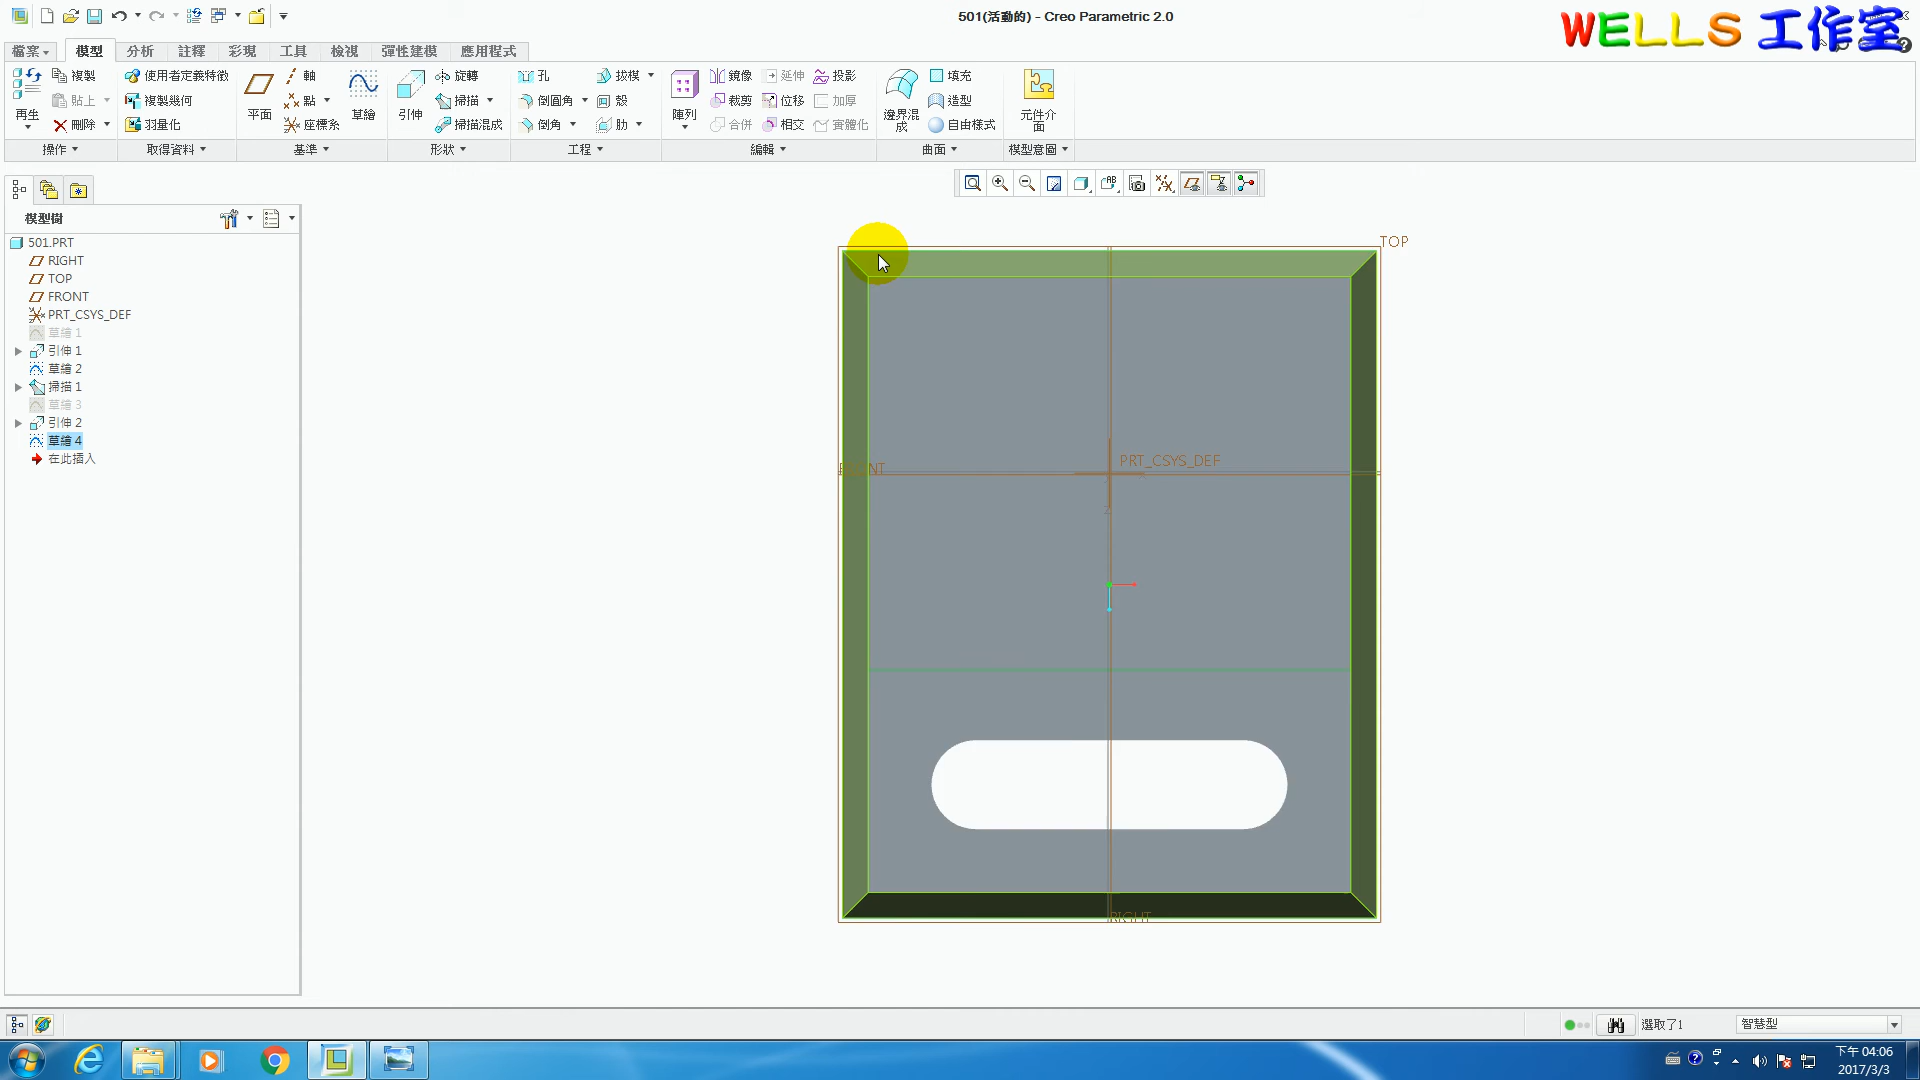 501(活動的) - Creo Parametric 2.0
WELLS 工作室
檔案 模型 分析 註釋 彩現 工具 檢視 彈性建模 應用程式
複製 使用者定義特徵 軸 旋轉 孔 拔模 鏡像 延伸 投影 填充
貼上 複製幾何 點 掃描 倒圓角 殼 裁剪 位移 加厚 造型
再生 平面 草繪 引伸 陣列 邊界混成 元件介面
刪除 羽量化 座標系 掃描混成 倒角 肋 合併 相交 實體化 自由樣式
操作 取得資料 基準 形狀 工程 編輯 曲面 模型意圖
模型樹
501.PRT
RIGHT
TOP
FRONT
PRT_CSYS_DEF
草繪 1
引伸 1
草繪 2
掃描 1
草繪 3
引伸 2
草繪 4
在此插入
TOP
FRONT
PRT_CSYS_DEF
Z
RIGHT
選取了1
智慧型
下午 04:06
2017/3/3